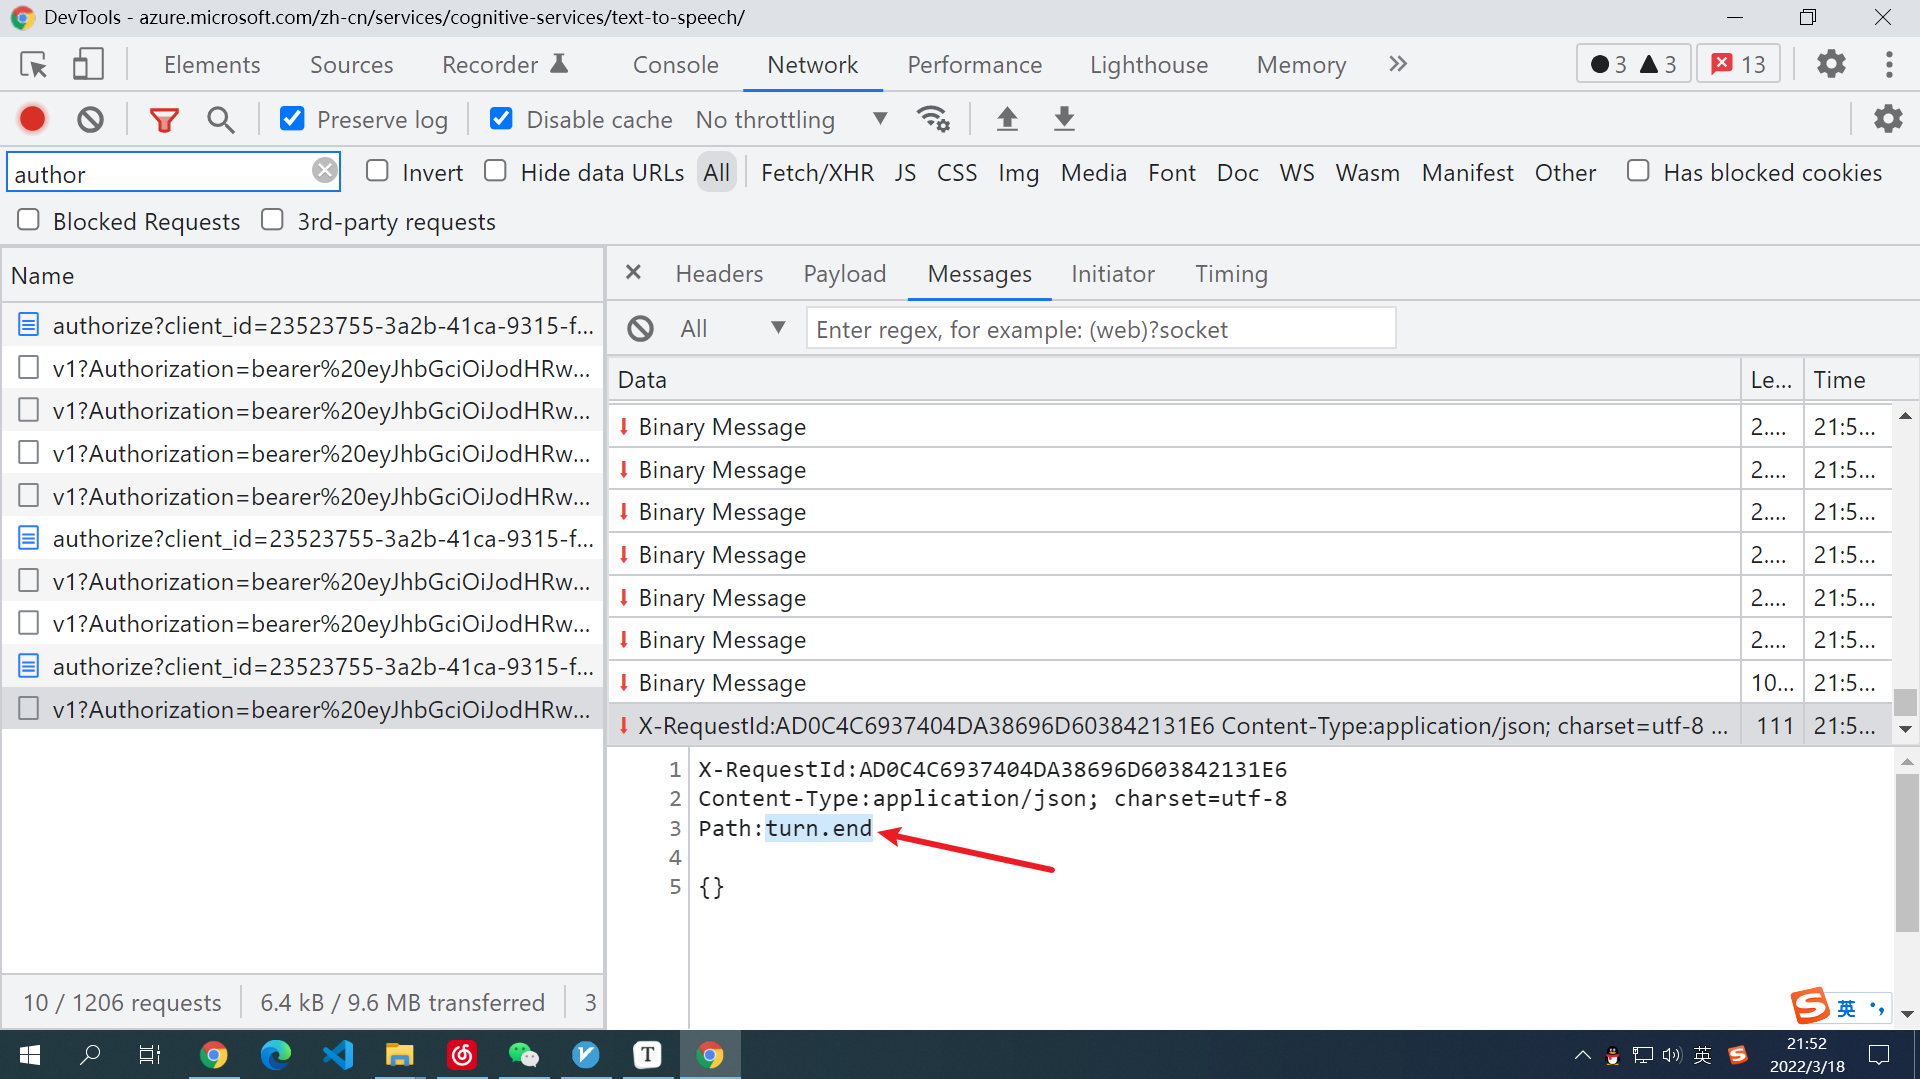 DevTools - azure.microsoft.com/zh-cn/services/cognitive-services/text-to-speech/
Elements Sources Recorder Console Network Performance Lighthouse Memory 3 3 13
Preserve log Disable cache No throttling
author Invert Hide data URLs All Fetch/XHR JS CSS Img Media Font Doc WS Wasm Manifest Other Has blocked cookies
Blocked Requests 3rd-party requests
Name
authorize?client_id=23523755-3a2b-41ca-9315-f...
v1?Authorization=bearer%20eyJhbGciOiJodHRw...
v1?Authorization=bearer%20eyJhbGciOiJodHRw...
v1?Authorization=bearer%20eyJhbGciOiJodHRw...
v1?Authorization=bearer%20eyJhbGciOiJodHRw...
authorize?client_id=23523755-3a2b-41ca-9315-f...
v1?Authorization=bearer%20eyJhbGciOiJodHRw...
v1?Authorization=bearer%20eyJhbGciOiJodHRw...
authorize?client_id=23523755-3a2b-41ca-9315-f...
v1?Authorization=bearer%20eyJhbGciOiJodHRw...
10 / 1206 requests 6.4 kB / 9.6 MB transferred 3
Headers Payload Messages Initiator Timing
All Enter regex, for example: (web)?socket
Data Le... Time
Binary Message 2.... 21:5...
Binary Message 2.... 21:5...
Binary Message 2.... 21:5...
Binary Message 2.... 21:5...
Binary Message 2.... 21:5...
Binary Message 2.... 21:5...
Binary Message 10... 21:5...
X-RequestId:AD0C4C6937404DA38696D603842131E6 Content-Type:application/json; charset=utf-8 ... 111 21:5...
1 X-RequestId:AD0C4C6937404DA38696D603842131E6
2 Content-Type:application/json; charset=utf-8
3 Path:turn.end
4
5 {}
S 英
T 英 S 21:52
2022/3/18